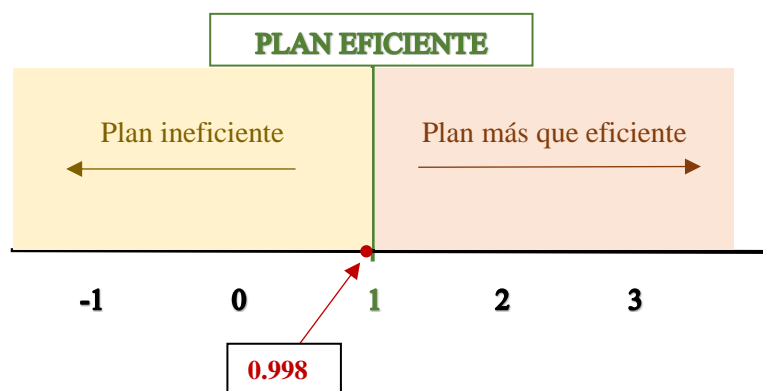 PLAN EFICIENTE
Plan ineficiente
Plan más que eficiente
-1 0 1 2 3
0.998